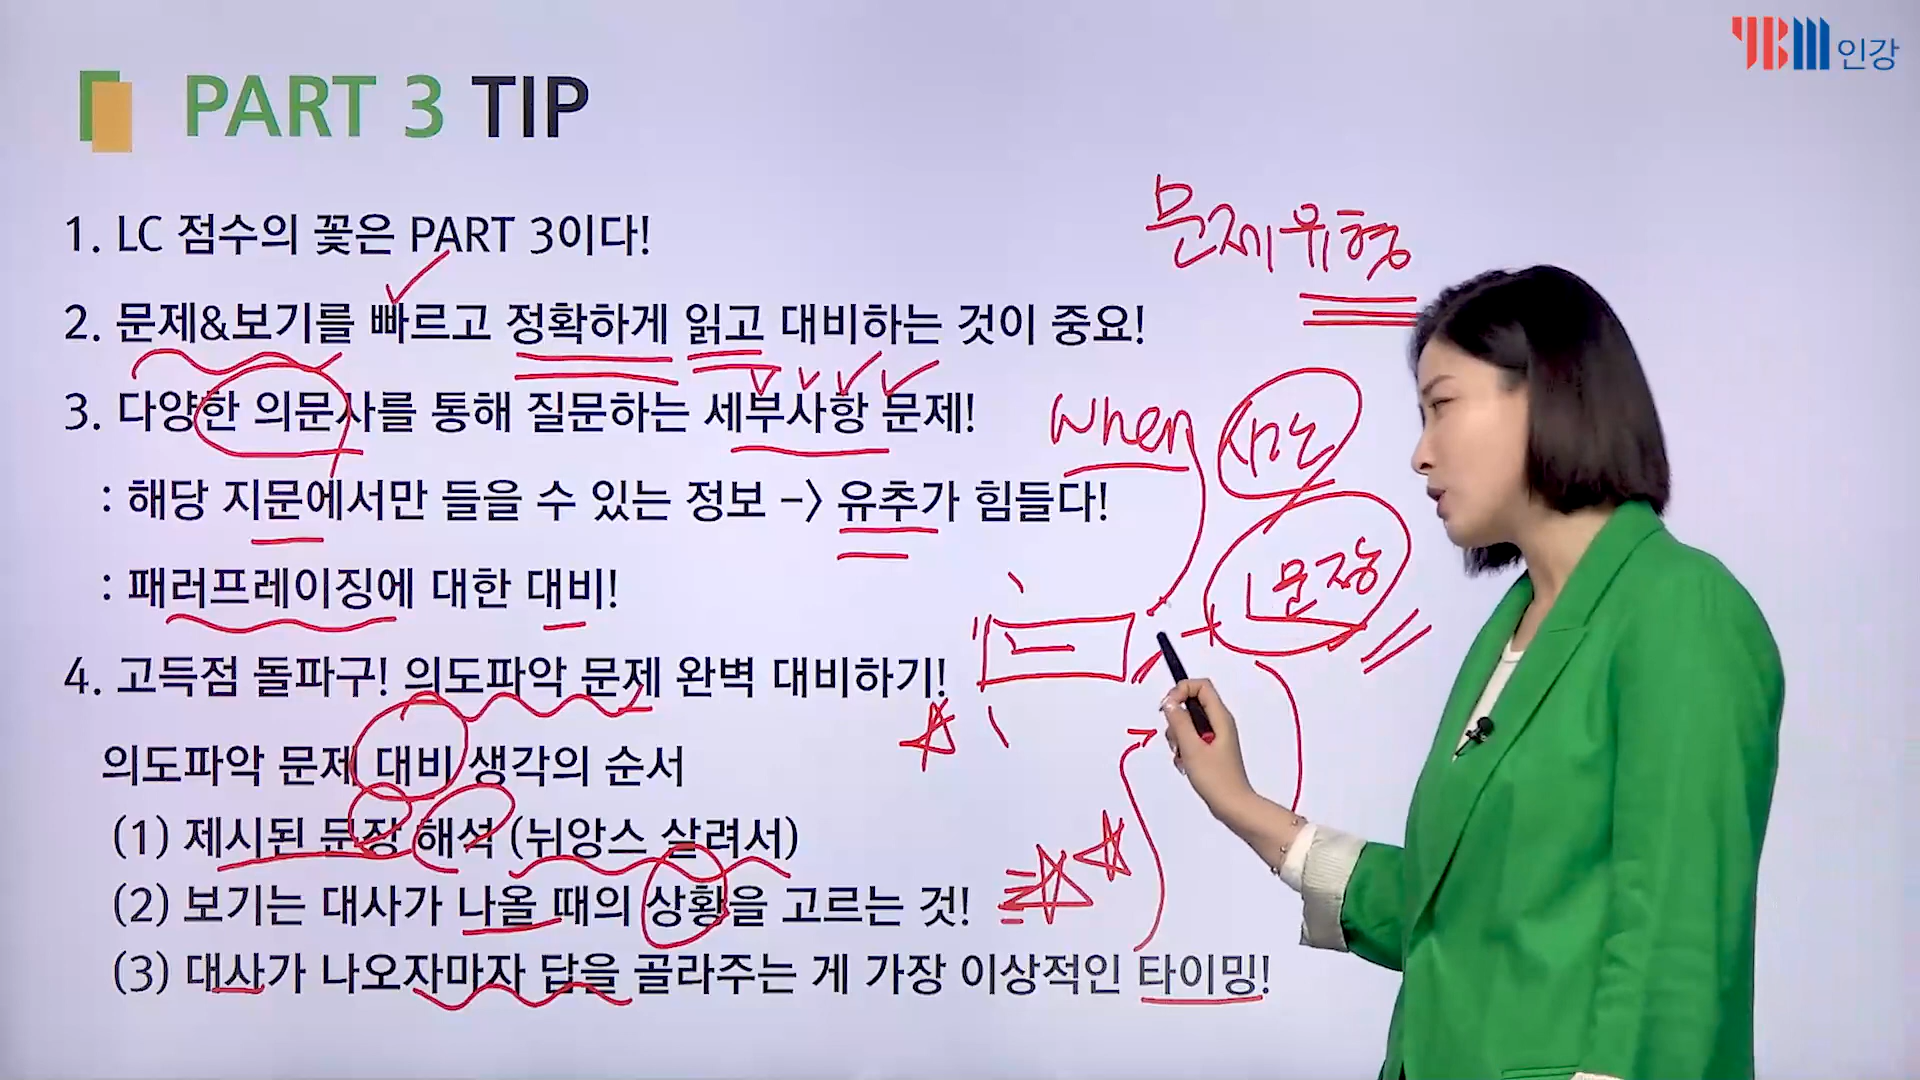 YBM 인강
PART 3 TIP
문제유형
1. LC 점수의 꽃은 PART 3이다!
2. 문제&보기를 빠르고 정확하게 읽고 대비하는 것이 중요!
3. 다양한 의문사를 통해 질문하는 세부사항 문제!
when
: 해당 지문에서만 들을 수 있는 정보 -> 유추가 힘들다!
문장
: 패러프레이징에 대한 대비!
4. 고득점 돌파구! 의도파악 문제 완벽 대비하기!
의도파악 문제 대비 생각의 순서
(1) 제시된 문장 해석 (뉘앙스 살려서)
(2) 보기는 대사가 나올 때의 상황을 고르는 것!
(3) 대사가 나오자마자 답을 골라주는 게 가장 이상적인 타이밍!